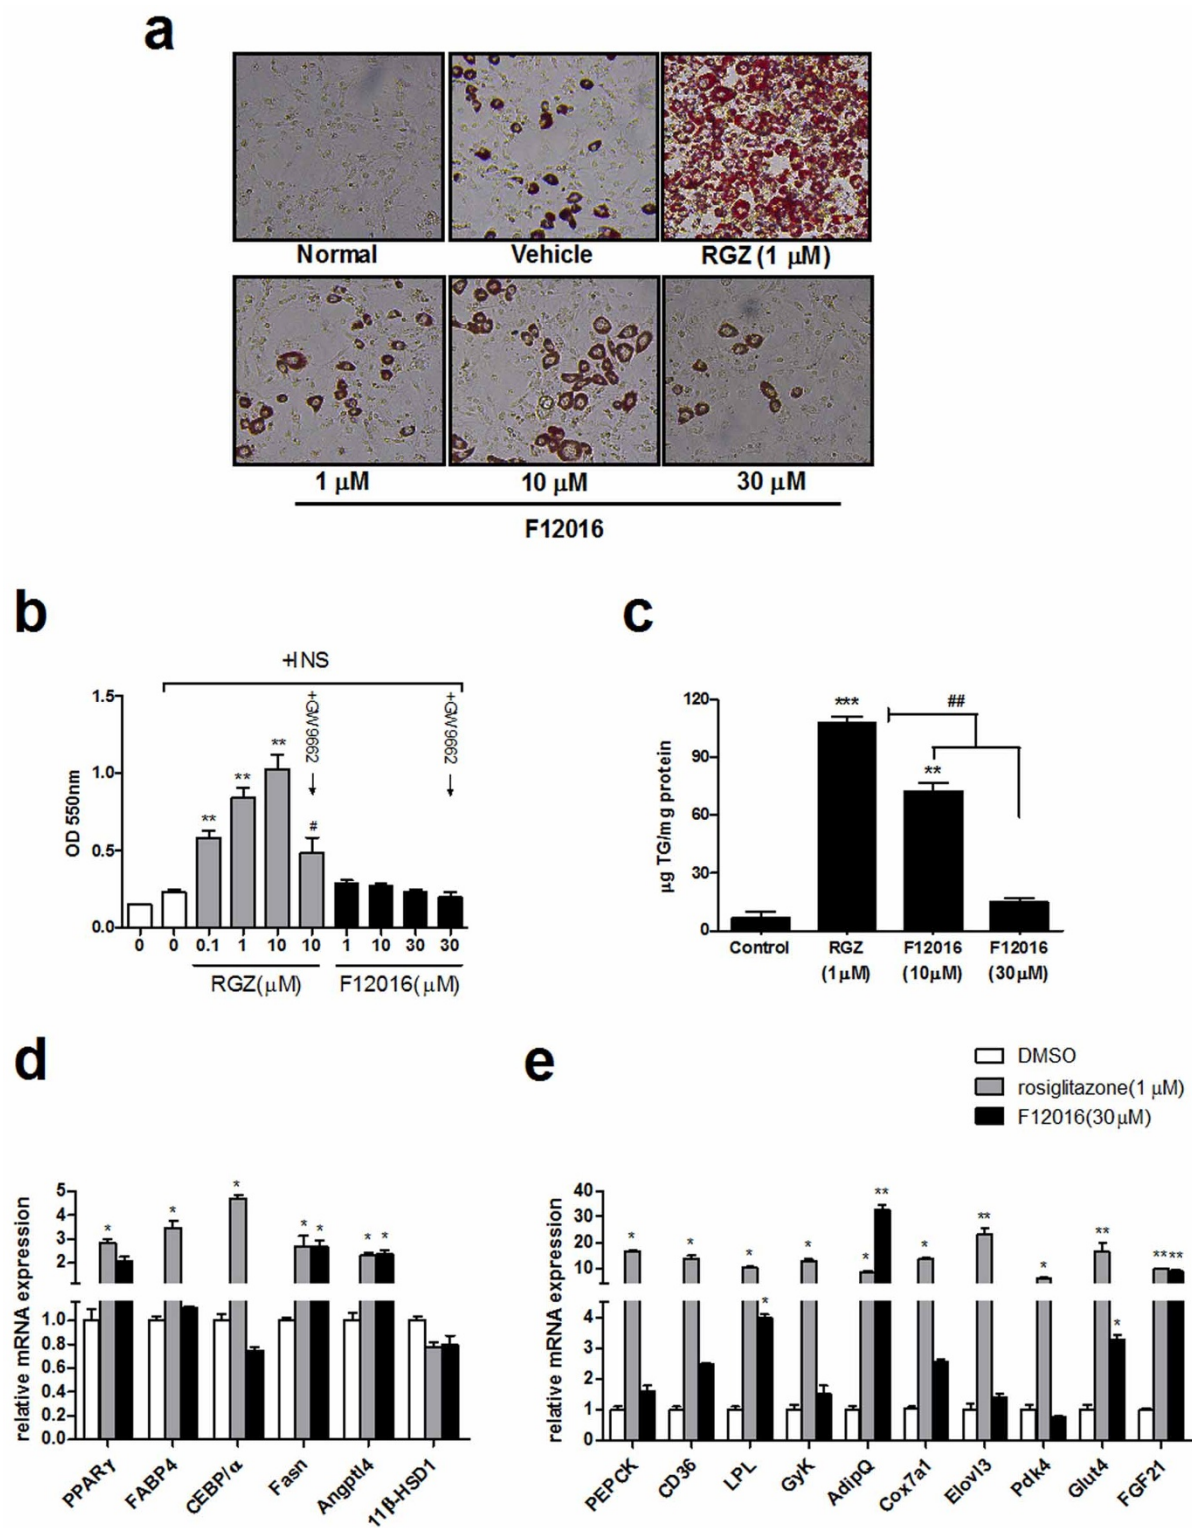 a
Normal Vehicle RGZ (1 μM)
1 μM 10 μM 30 μM
F12016
b
+INS
+GW9662 +GW9662
OD 550nm
1.5
1.0
0.5
0.0
** ** ** #
0 0 0.1 1 10 10 1 10 30 30
RGZ(μM) F12016(μM)
c
μg TG/mg protein
120
90
60
30
0
*** ** ##
Control RGZ F12016 F12016
(1μM) (10μM) (30μM)
d
relative mRNA expression
5
4
3
2
1.0
0.8
0.6
0.4
0.2
0.0
* * * * * * *
PPARγ FABP4 CEBP/α Fasn Angptl4 11β-HSD1
e
DMSO
rosiglitazone(1 μM)
F12016(30μM)
relative mRNA expression
40
30
20
10
4
3
2
1
0
* * * * * * ** * ** * ** * ** **
PEPCK CD36 LPL GyK AdipQ Cox7a1 Elovl3 Pdk4 Glut4 FGF21